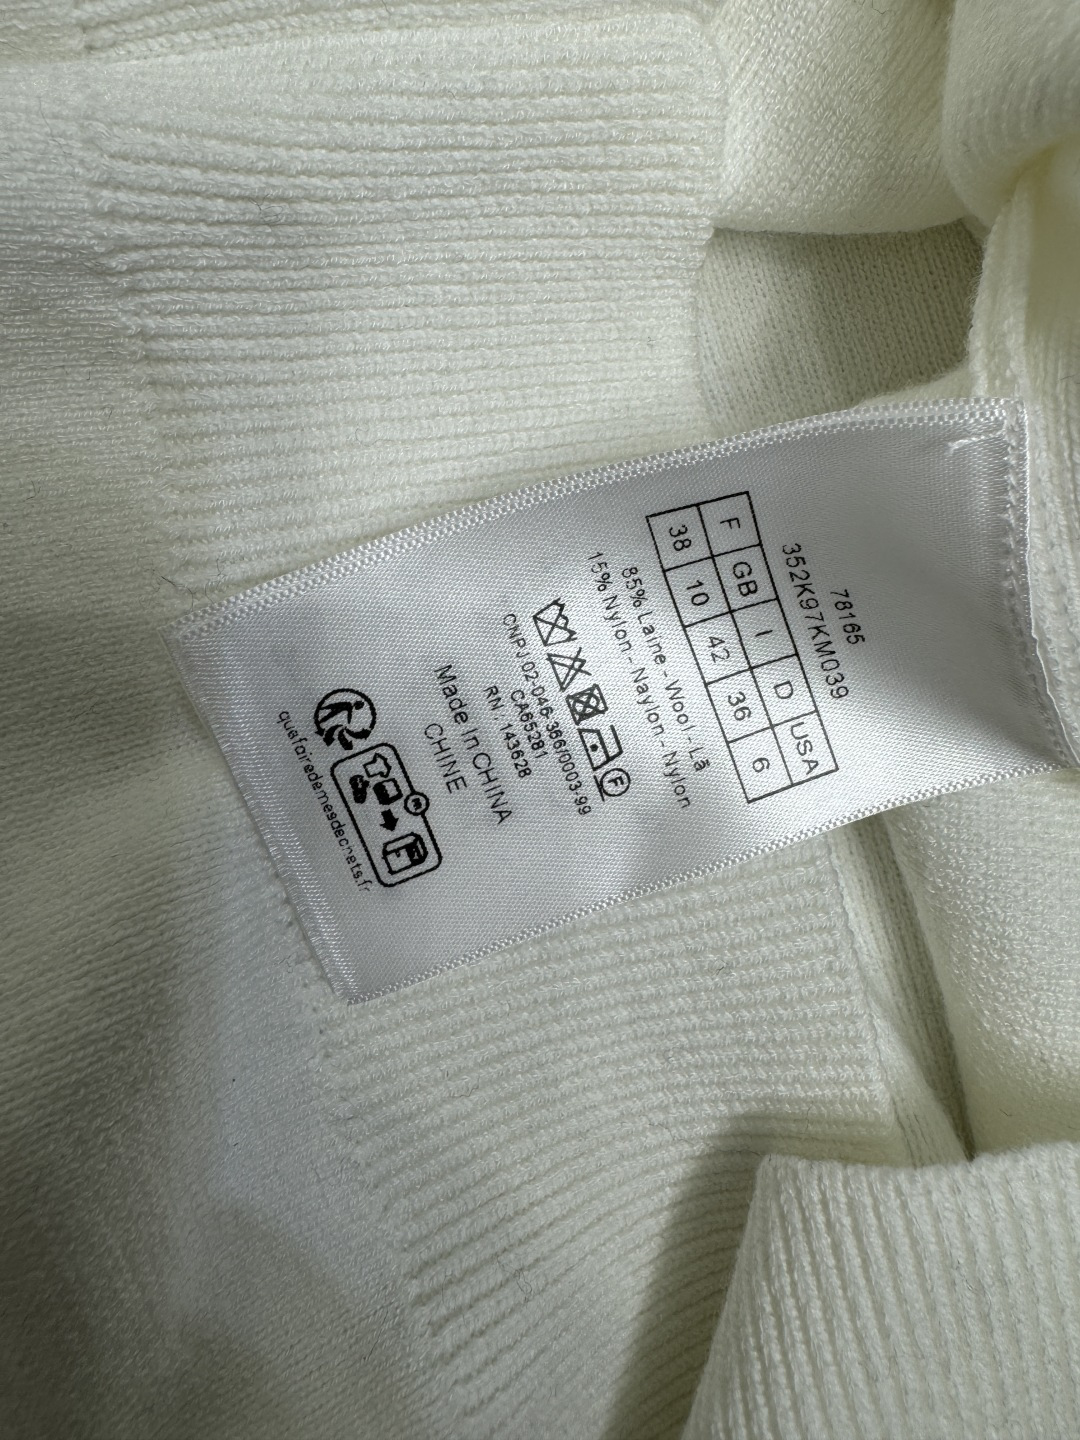 78165
352K97KM039
F GB I D USA
38 10 42 36 6
85% Laine - Wool - Lã
15% Nylon - Naylon - Nylon
F
CNPJ 02-046-366/0003-99
CA65281
RN : 143628
Made In CHINA
CHINE
quefairedemesdechets.fr